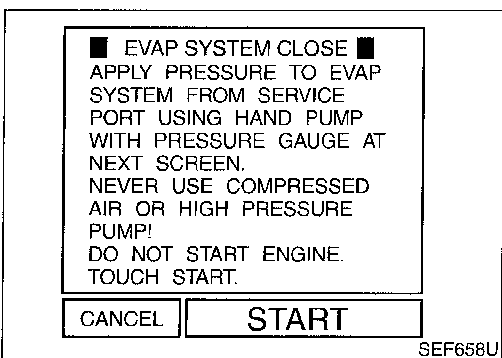 ■ EVAP SYSTEM CLOSE ■
APPLY PRESSURE TO EVAP
SYSTEM FROM SERVICE
PORT USING HAND PUMP
WITH PRESSURE GAUGE AT
NEXT SCREEN.
NEVER USE COMPRESSED
AIR OR HIGH PRESSURE
PUMP!
DO NOT START ENGINE.
TOUCH START.
CANCEL START
SEF658U